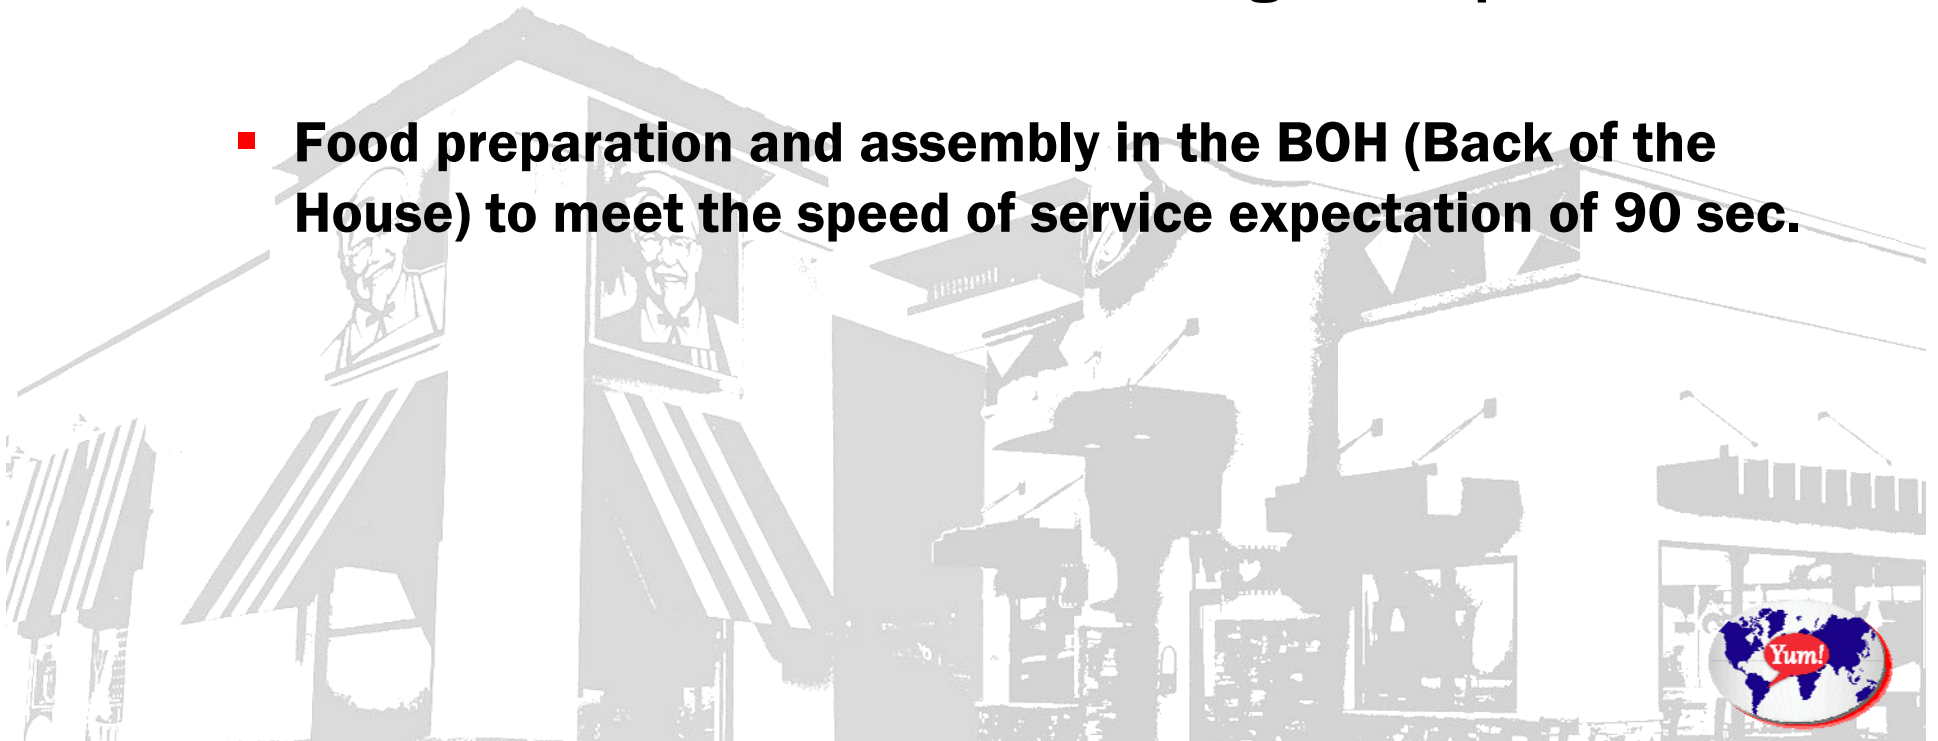 Food preparation and assembly in the BOH (Back of the
House) to meet the speed of service expectation of 90 sec.
Yum!